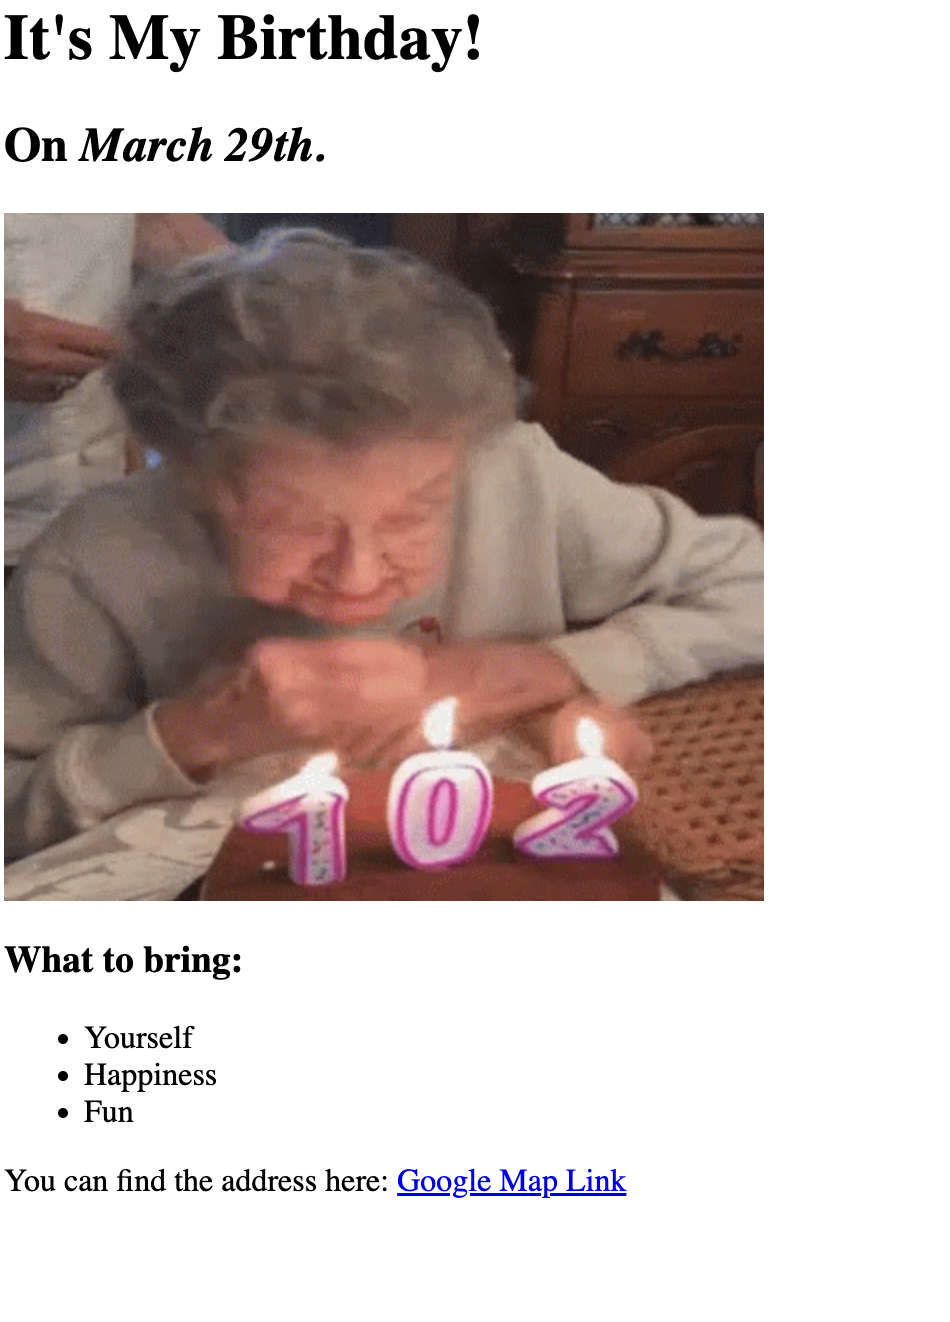 It's My Birthday!
On March 29th.
102
What to bring:
• Yourself
• Happiness
• Fun
You can find the address here: Google Map Link